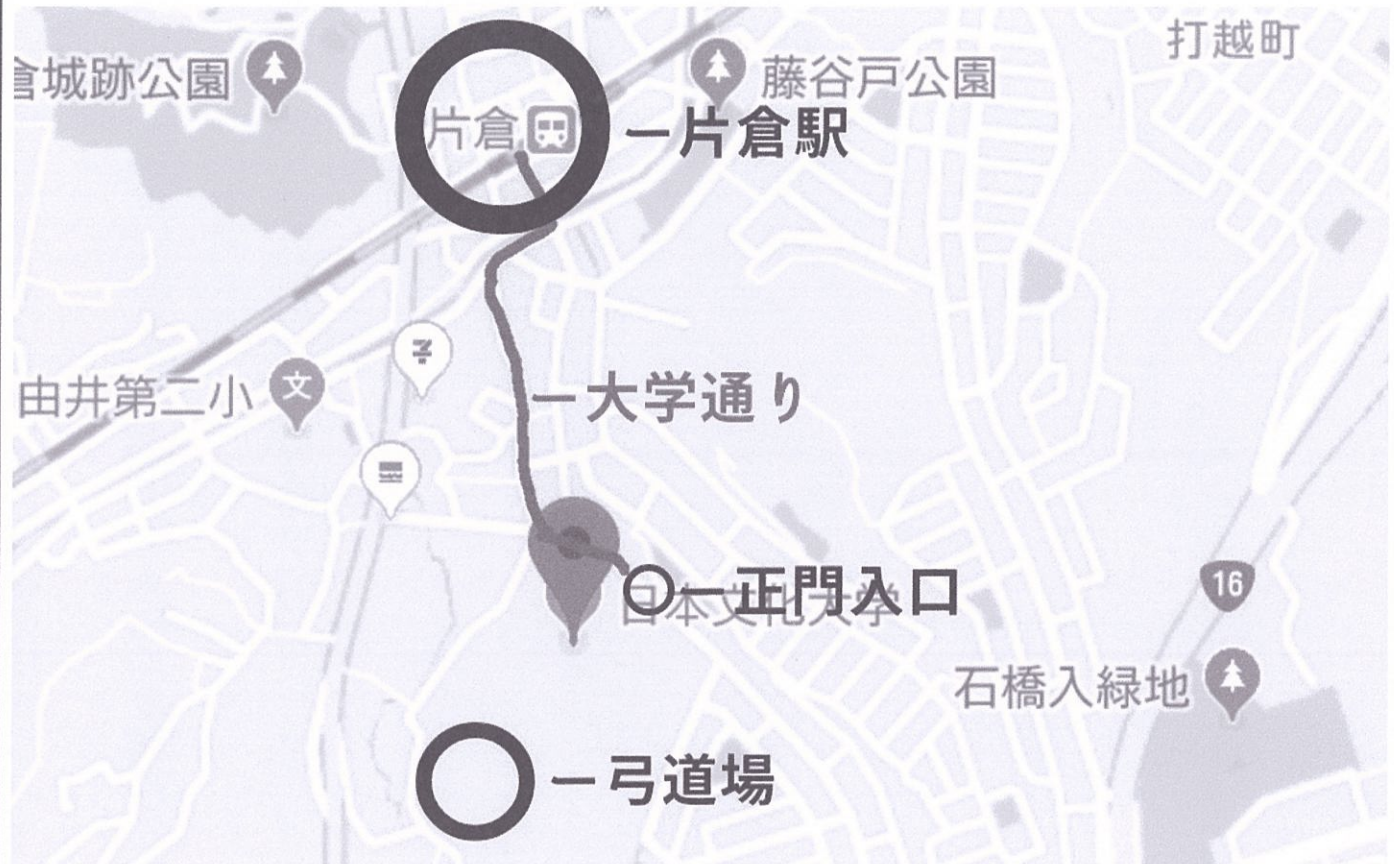 打越町
倉城跡公園
藤谷戸公園
片倉
ー片倉駅
由井第二小
文
〒
ー大学通り
ー正門入口
日本文化大学
16
石橋入緑地
ー弓道場